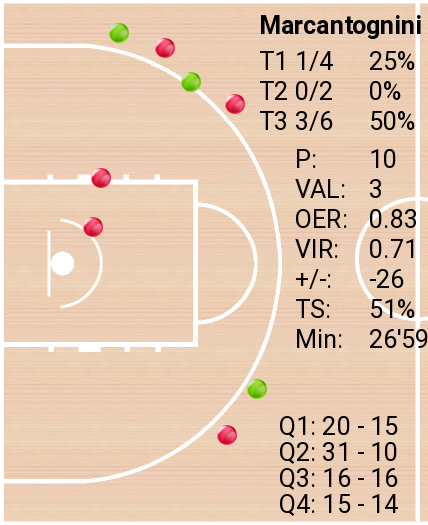 Marcantognini
T1 1/4 25%
T2 0/2 0%
T3 3/6 50%
P: 10
VAL: 3
OER: 0.83
VIR: 0.71
+/-: -26
TS: 51%
Min: 26'59
Q1: 20 - 15
Q2: 31 - 10
Q3: 16 - 16
Q4: 15 - 14